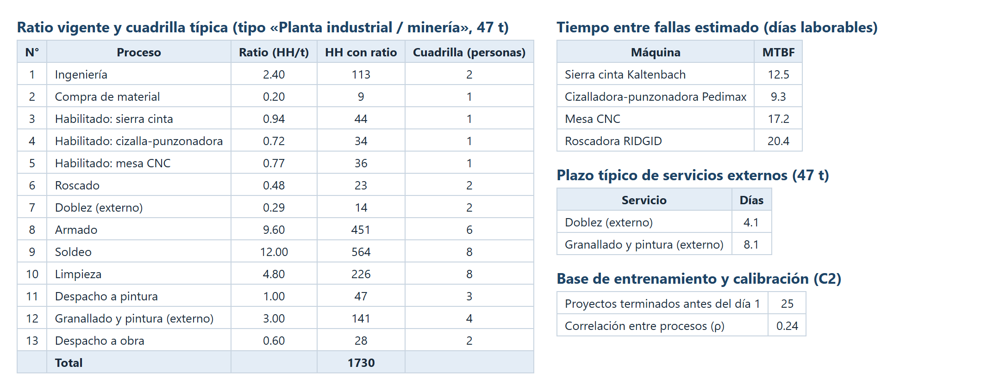 Ratio vigente y cuadrilla típica (tipo «Planta industrial / minería», 47 t)
N° Proceso Ratio (HH/t) HH con ratio Cuadrilla (personas)
1 Ingeniería 2.40 113 2
2 Compra de material 0.20 9 1
3 Habilitado: sierra cinta 0.94 44 1
4 Habilitado: cizalla-punzonadora 0.72 34 1
5 Habilitado: mesa CNC 0.77 36 1
6 Roscado 0.48 23 2
7 Doblez (externo) 0.29 14 2
8 Armado 9.60 451 6
9 Soldeo 12.00 564 8
10 Limpieza 4.80 226 8
11 Despacho a pintura 1.00 47 3
12 Granallado y pintura (externo) 3.00 141 4
13 Despacho a obra 0.60 28 2
Total 1730
Tiempo entre fallas estimado (días laborables)
Máquina MTBF
Sierra cinta Kaltenbach 12.5
Cizalladora-punzonadora Pedimax 9.3
Mesa CNC 17.2
Roscadora RIDGID 20.4
Plazo típico de servicios externos (47 t)
Servicio Días
Doblez (externo) 4.1
Granallado y pintura (externo) 8.1
Base de entrenamiento y calibración (C2)
Proyectos terminados antes del día 1 25
Correlación entre procesos (ρ) 0.24